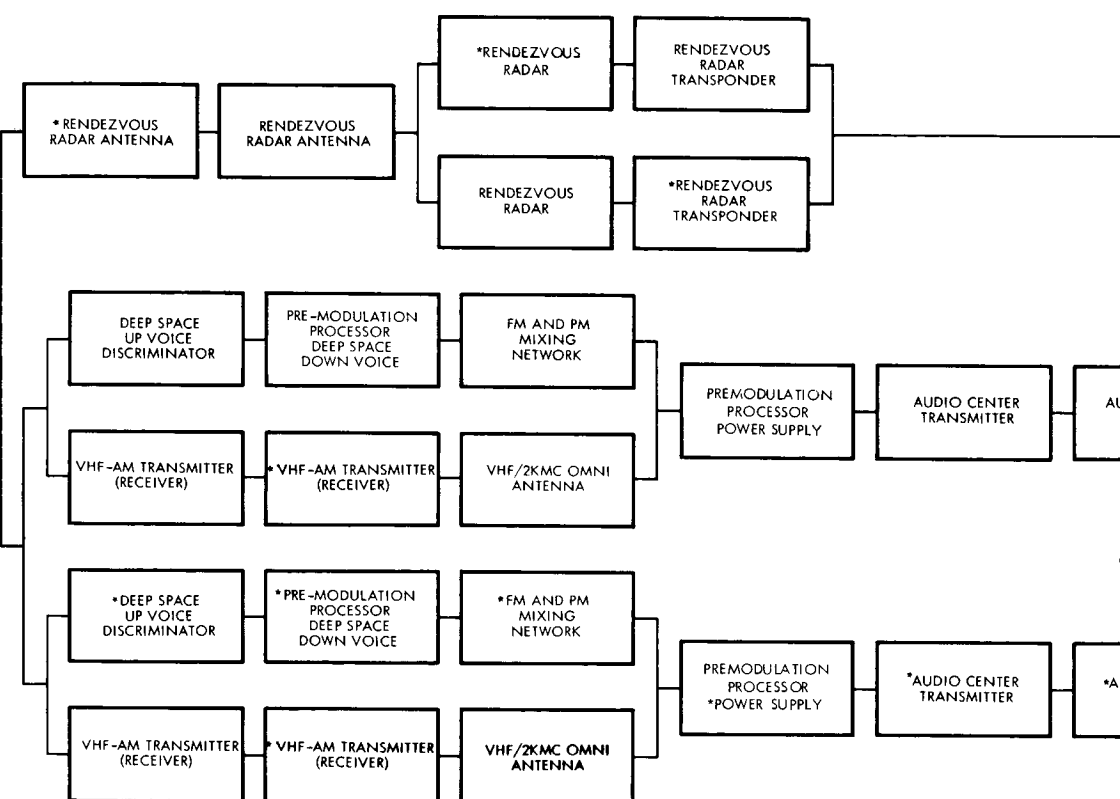 *RENDEZVOUS
RADAR
RENDEZVOUS
RADAR
TRANSPONDER
*RENDEZVOUS
RADAR ANTENNA
RENDEZVOUS
RADAR ANTENNA
RENDEZVOUS
RADAR
*RENDEZVOUS
RADAR
TRANSPONDER
DEEP SPACE
UP VOICE
DISCRIMINATOR
PRE-MODULATION
PROCESSOR
DEEP SPACE
DOWN VOICE
FM AND PM
MIXING
NETWORK
PREMODULATION
PROCESSOR
POWER SUPPLY
AUDIO CENTER
TRANSMITTER
AU
VHF-AM TRANSMITTER
(RECEIVER)
*VHF-AM TRANSMITTER
(RECEIVER)
VHF/2KMC OMNI
ANTENNA
*DEEP SPACE
UP VOICE
DISCRIMINATOR
*PRE-MODULATION
PROCESSOR
DEEP SPACE
DOWN VOICE
*FM AND PM
MIXING
NETWORK
PREMODULATION
PROCESSOR
*POWER SUPPLY
*AUDIO CENTER
TRANSMITTER
*A
VHF-AM TRANSMITTER
(RECEIVER)
*VHF-AM TRANSMITTER
(RECEIVER)
VHF/2KMC OMNI
ANTENNA